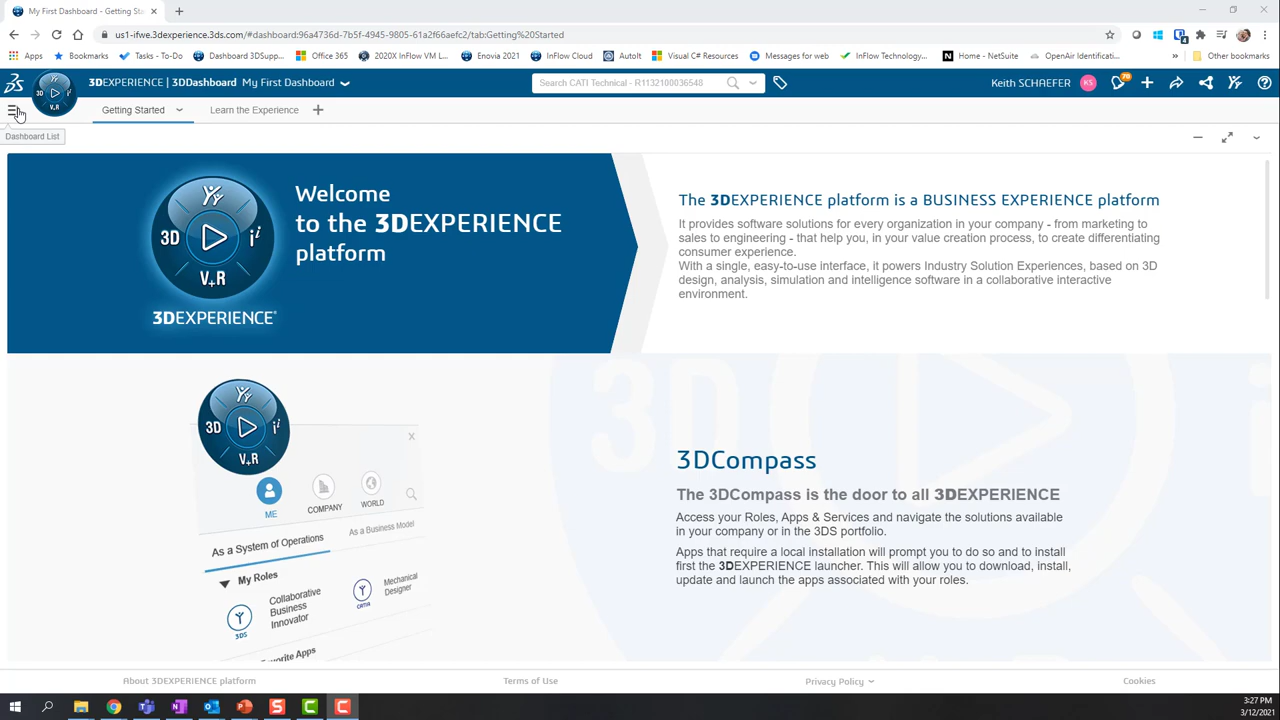 My First Dashboard - Getting Sta
us1-ifwe.3dexperience.3ds.com/#dashboard:96a4736d-7b5f-4945-9805-61a2f66aefc2/tab:Getting%20Started
Apps Bookmarks Tasks - To-Do Dashboard 3DSupp... Office 365 2020X InFlow VM L... Enovia 2021 InFlow Cloud AutoIt Visual C# Resources Messages for web InFlow Technology... Home - NetSuite OpenAir Identificati... » Other bookmarks
3DEXPERIENCE | 3DDashboard My First Dashboard Search CATI Technical - R1132100036548 Keith SCHAEFER KS
3D V.R
Getting Started Learn the Experience
Dashboard List
Welcome
to the 3DEXPERIENCE
platform
3D V+R
3DEXPERIENCE®
The 3DEXPERIENCE platform is a BUSINESS EXPERIENCE platform
It provides software solutions for every organization in your company - from marketing to
sales to engineering - that help you, in your value creation process, to create differentiating
consumer experience.
With a single, easy-to-use interface, it powers Industry Solution Experiences, based on 3D
design, analysis, simulation and intelligence software in a collaborative interactive
environment.
3D V+R
x
ME COMPANY WORLD
As a System of Operations As a Business Model
My Roles
3DS
Collaborative
Business
Innovator
CATIA
Mechanical
Designer
Favorite Apps
3DCompass
The 3DCompass is the door to all 3DEXPERIENCE
Access your Roles, Apps & Services and navigate the solutions available
in your company or in the 3DS portfolio.
Apps that require a local installation will prompt you to do so and to install
first the 3DEXPERIENCE launcher. This will allow you to download, install,
update and launch the apps associated with your roles.
About 3DEXPERIENCE platform Terms of Use Privacy Policy Cookies
3:27 PM
3/12/2021